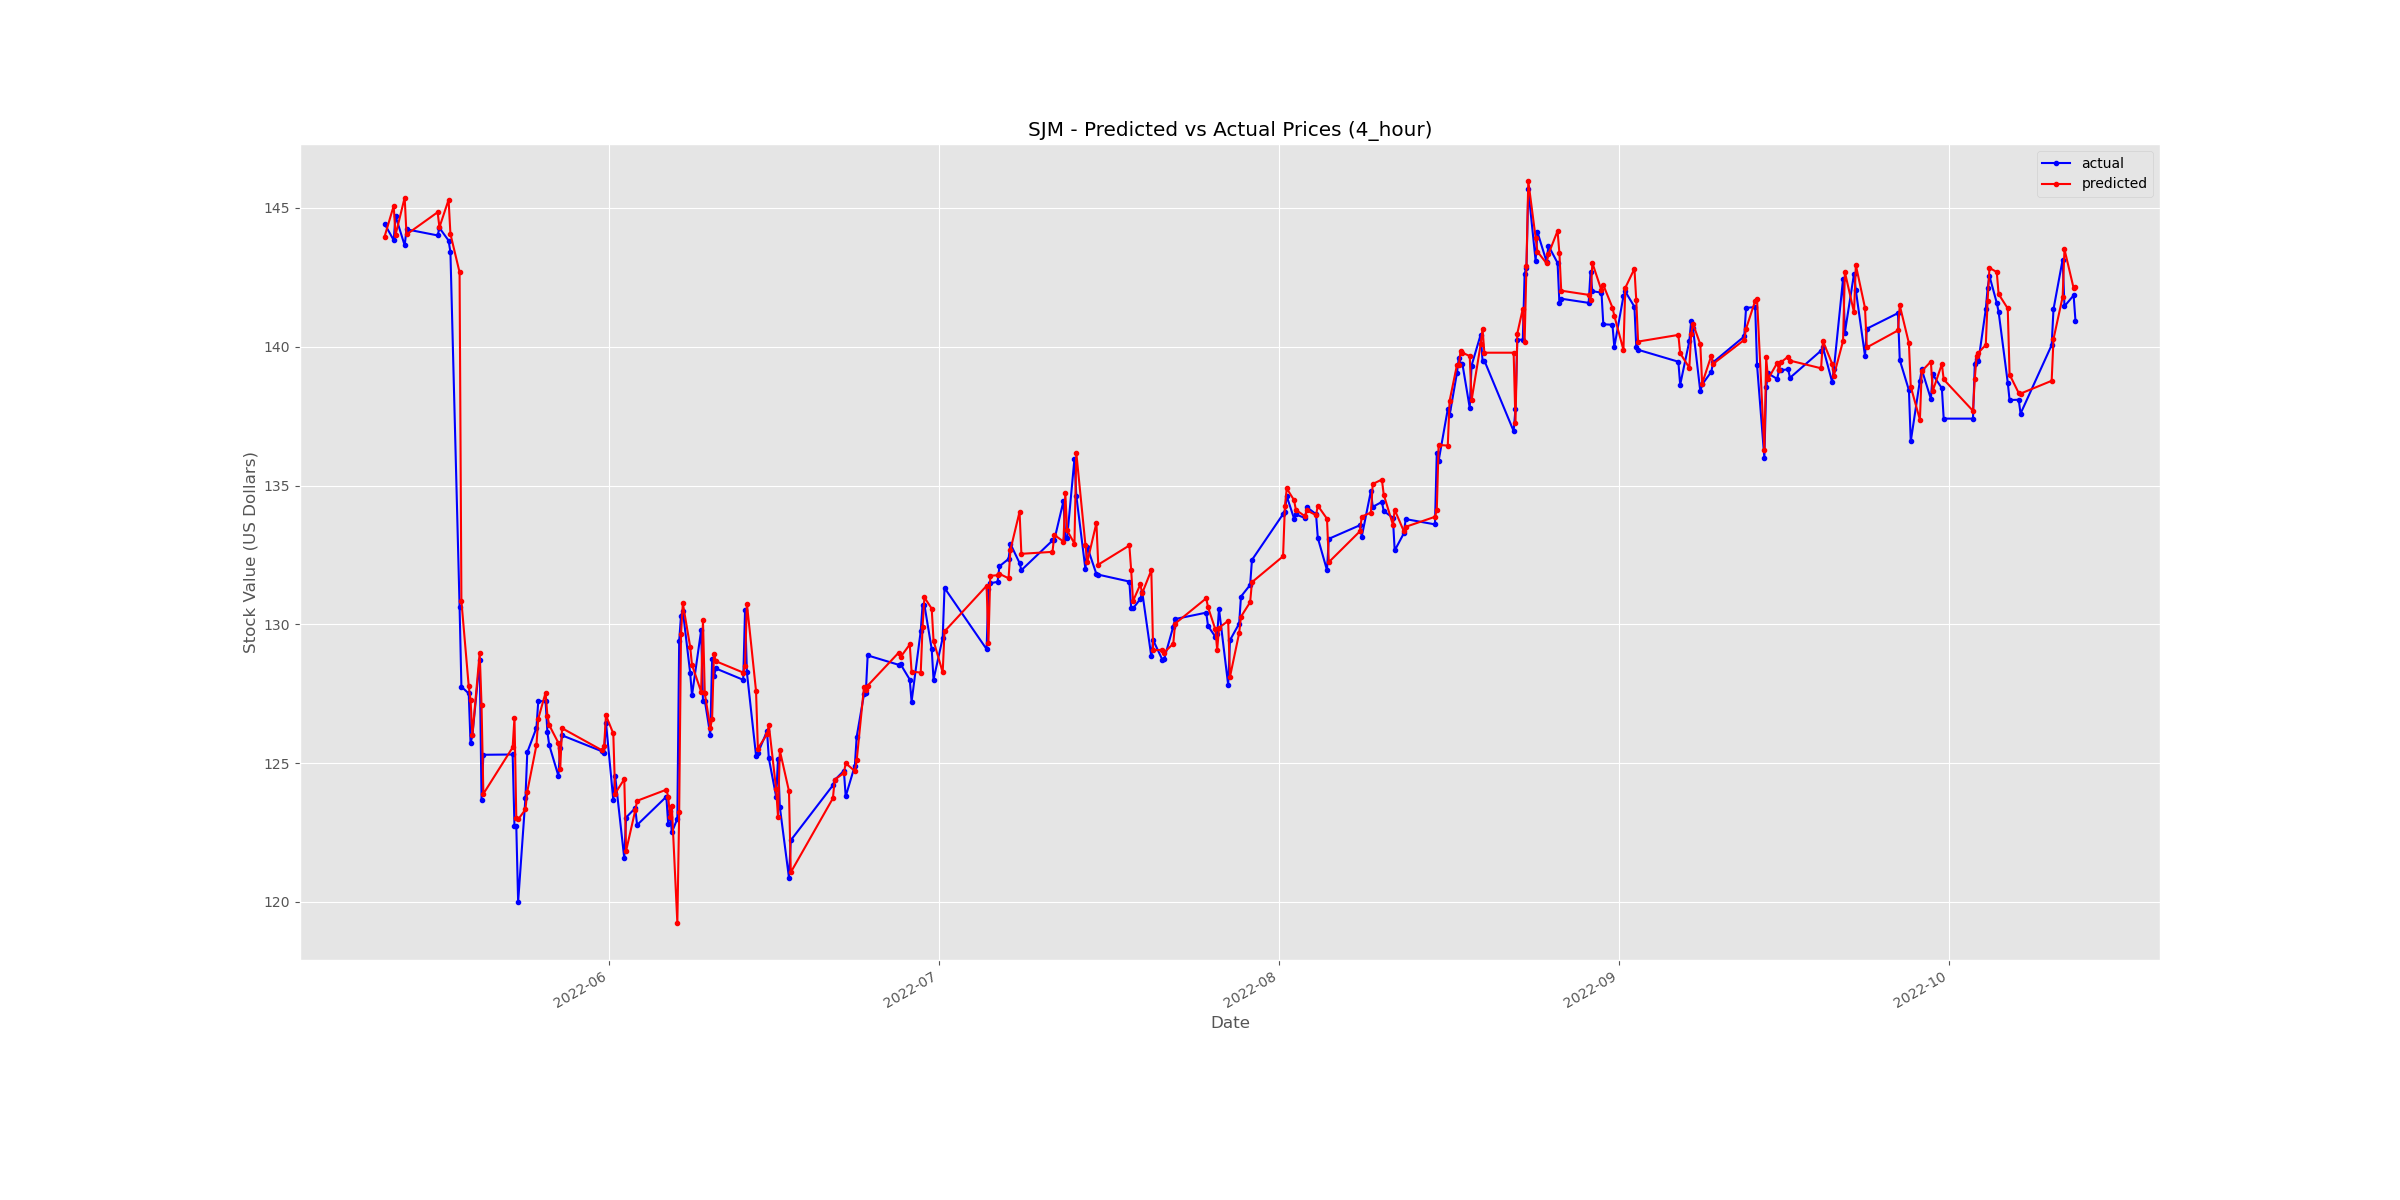 SJM - Predicted vs Actual Prices (4_hour)
actual
predicted
145
140
135
130
125
120
Stock Value (US Dollars)
2022-06
2022-07
2022-08
2022-09
2022-10
Date